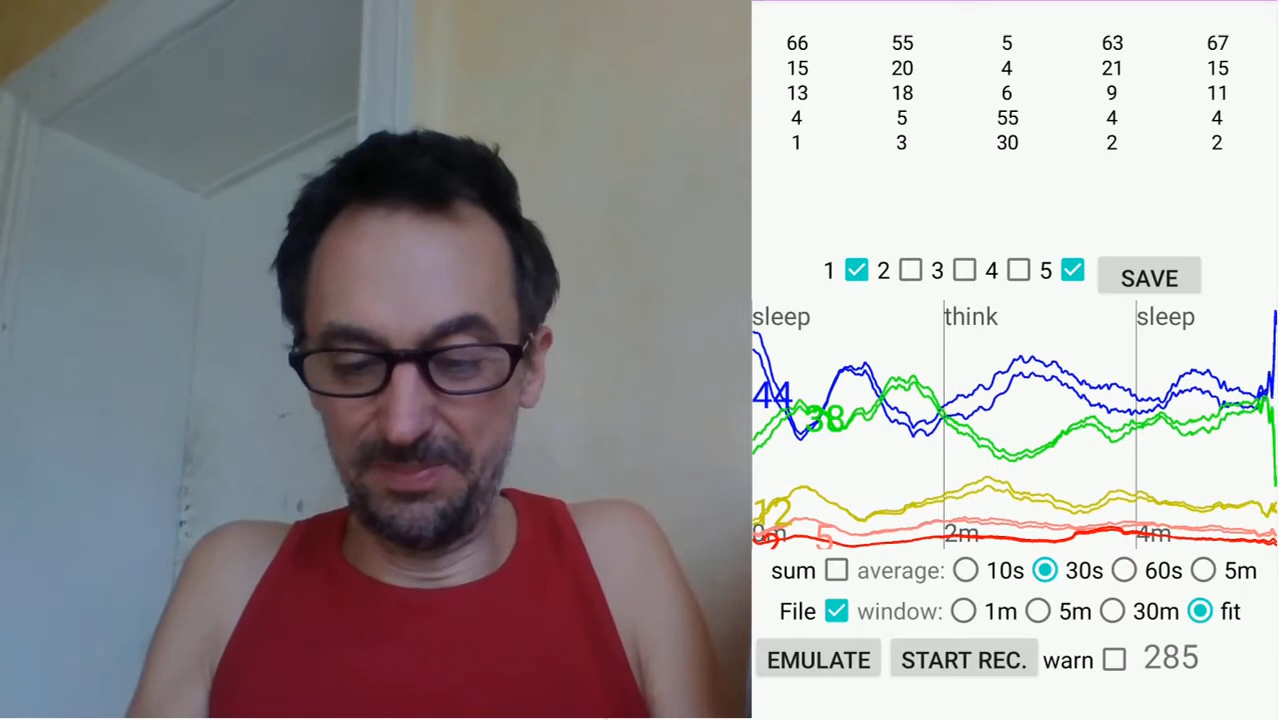 66 55 5 63 67
15 20 4 21 15
13 18 6 9 11
4 5 55 4 4
1 3 30 2 2
1 2 3 4 5 SAVE
sleep think sleep
44
38
12
5
2m 4m
sum average: 10s 30s 60s 5m
File window: 1m 5m 30m fit
EMULATE START REC. warn 285